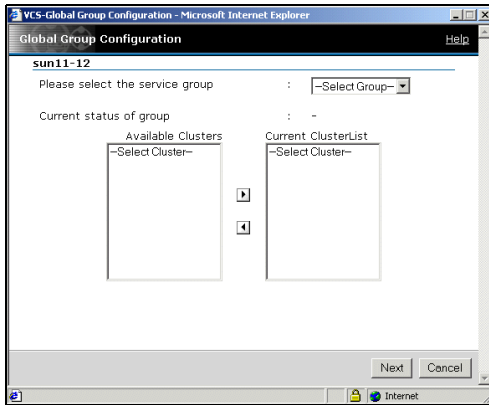 VCS-Global Group Configuration - Microsoft Internet Explorer
Global Group Configuration Help
sun11-12
Please select the service group : —Select Group—
Current status of group : -
Available Clusters Current ClusterList
—Select Cluster— —Select Cluster—
Next Cancel
Internet